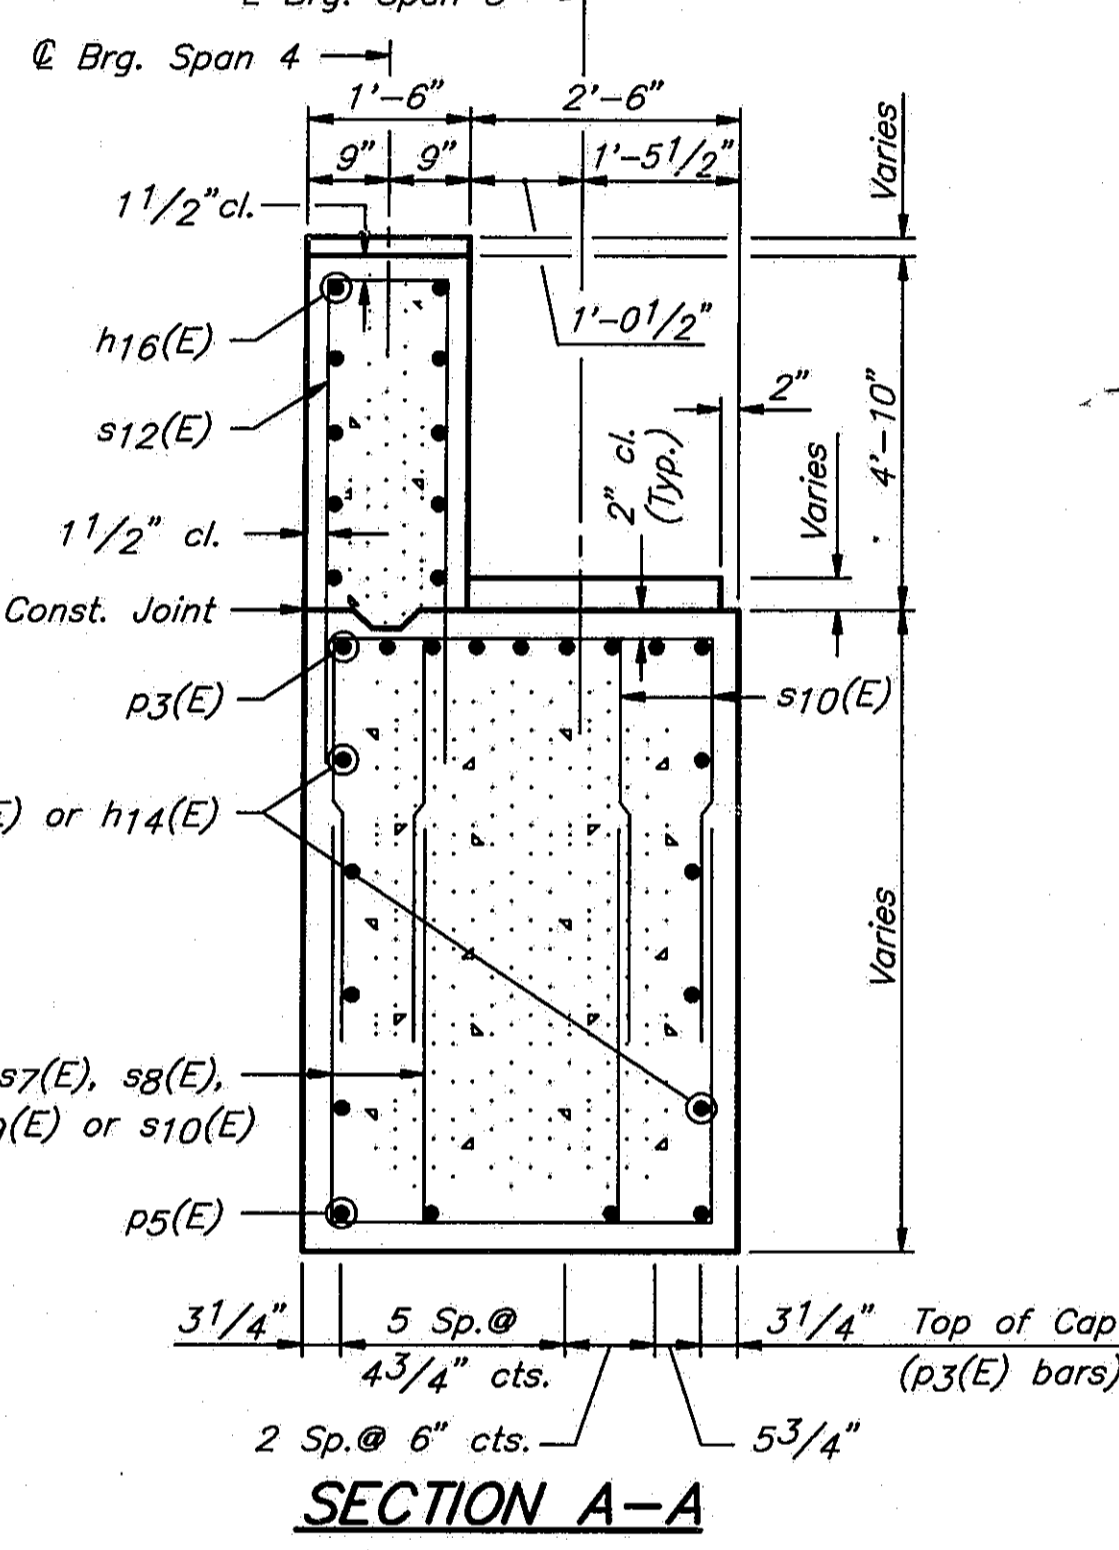 Brg. Span
℄ Brg. Span 4
1'-6" 2'-6"
9" 9" 1'-5 1/2"
Varies
1 1/2" cl.
h16(E)
1'-0 1/2"
s12(E)
2"
2" cl.
(Typ.)
Varies
4'-10"
1 1/2" cl.
Const. Joint
p3(E)
s10(E)
E) or h14(E)
Varies
s7(E), s8(E),
(E) or s10(E)
p5(E)
3 1/4" 5 Sp.@ 3 1/4" Top of Cap
4 3/4" cts. (p3(E) bars)
2 Sp.@ 6" cts. 5 3/4"
SECTION A-A